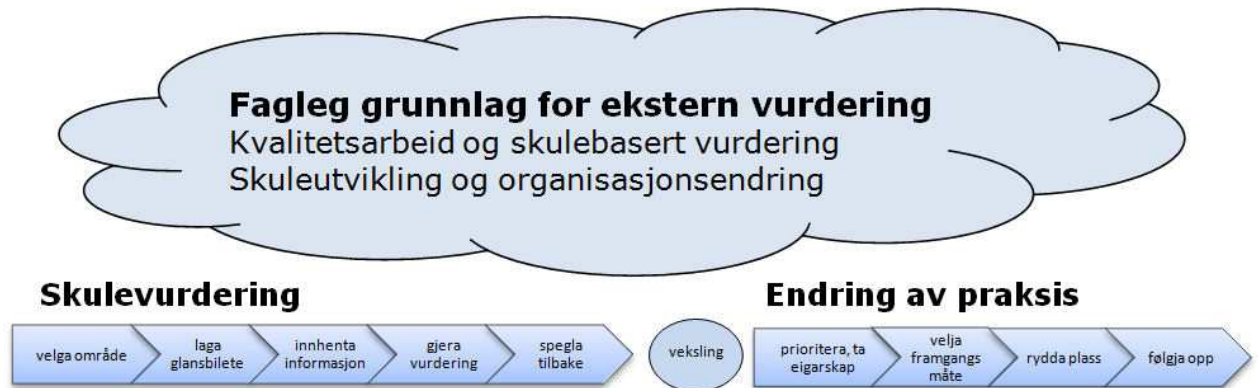 Fagleg grunnlag for ekstern vurdering
Kvalitetsarbeid og skulebasert vurdering
Skuleutvikling og organisasjonsendring
Skulevurdering
velga område
laga
glansbilete
innhenta
informasjon
gjera
vurdering
spegla
tilbake
veksling
Endring av praksis
prioritera, ta
eigarskap
velja
framgangs
måte
rydda plass
følgja opp